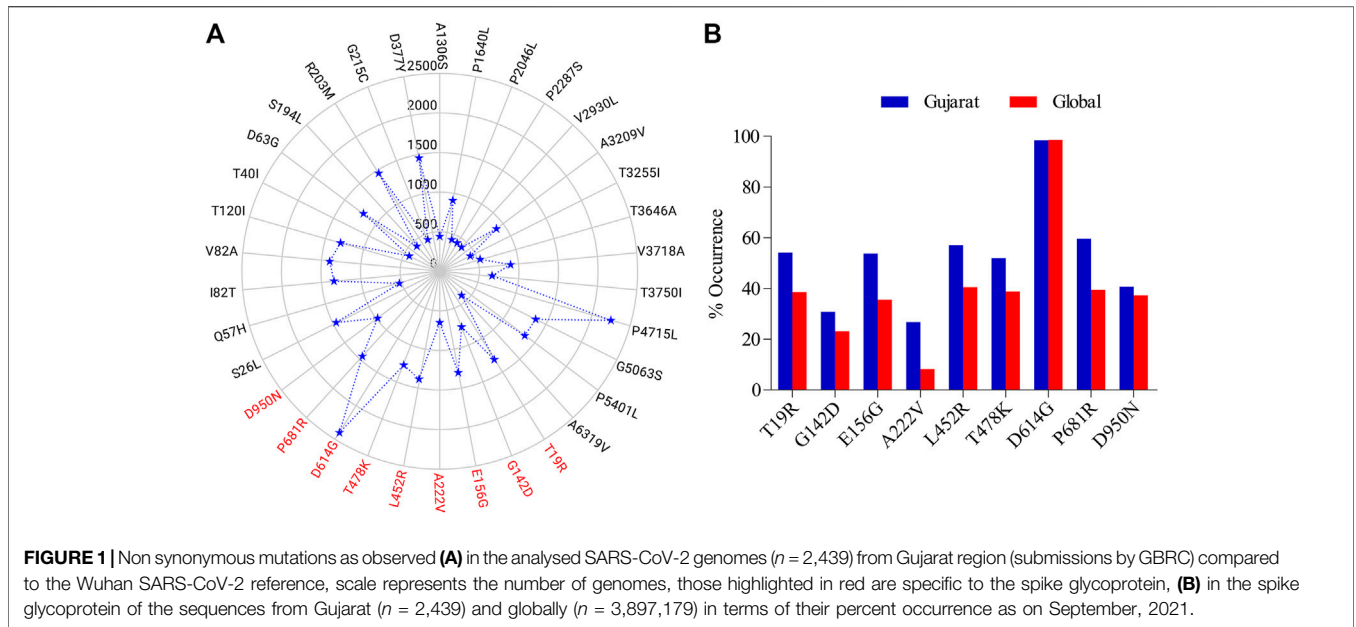 A
A1306S
P1640L
P2046L
P2287S
V2930L
A3209V
T3255I
T3646A
V3718A
T3750I
P4715L
G5063S
P5401L
A6319V
T19R
G142D
E156G
A222V
L452R
T478K
D614G
P681R
D950N
S26L
Q57H
I82T
V82A
T120I
T40I
D63G
S194L
R203M
G215C
D377Y
2500
2000
1500
1000
500
0
B
Gujarat Global
% Occurrence
100
80
60
40
20
0
T19R G142D E156G A222V L452R T478K D614G P681R D950N
FIGURE 1 | Non synonymous mutations as observed (A) in the analysed SARS-CoV-2 genomes (n = 2,439) from Gujarat region (submissions by GBRC) compared
to the Wuhan SARS-CoV-2 reference, scale represents the number of genomes, those highlighted in red are specific to the spike glycoprotein, (B) in the spike
glycoprotein of the sequences from Gujarat (n = 2,439) and globally (n = 3,897,179) in terms of their percent occurrence as on September, 2021.